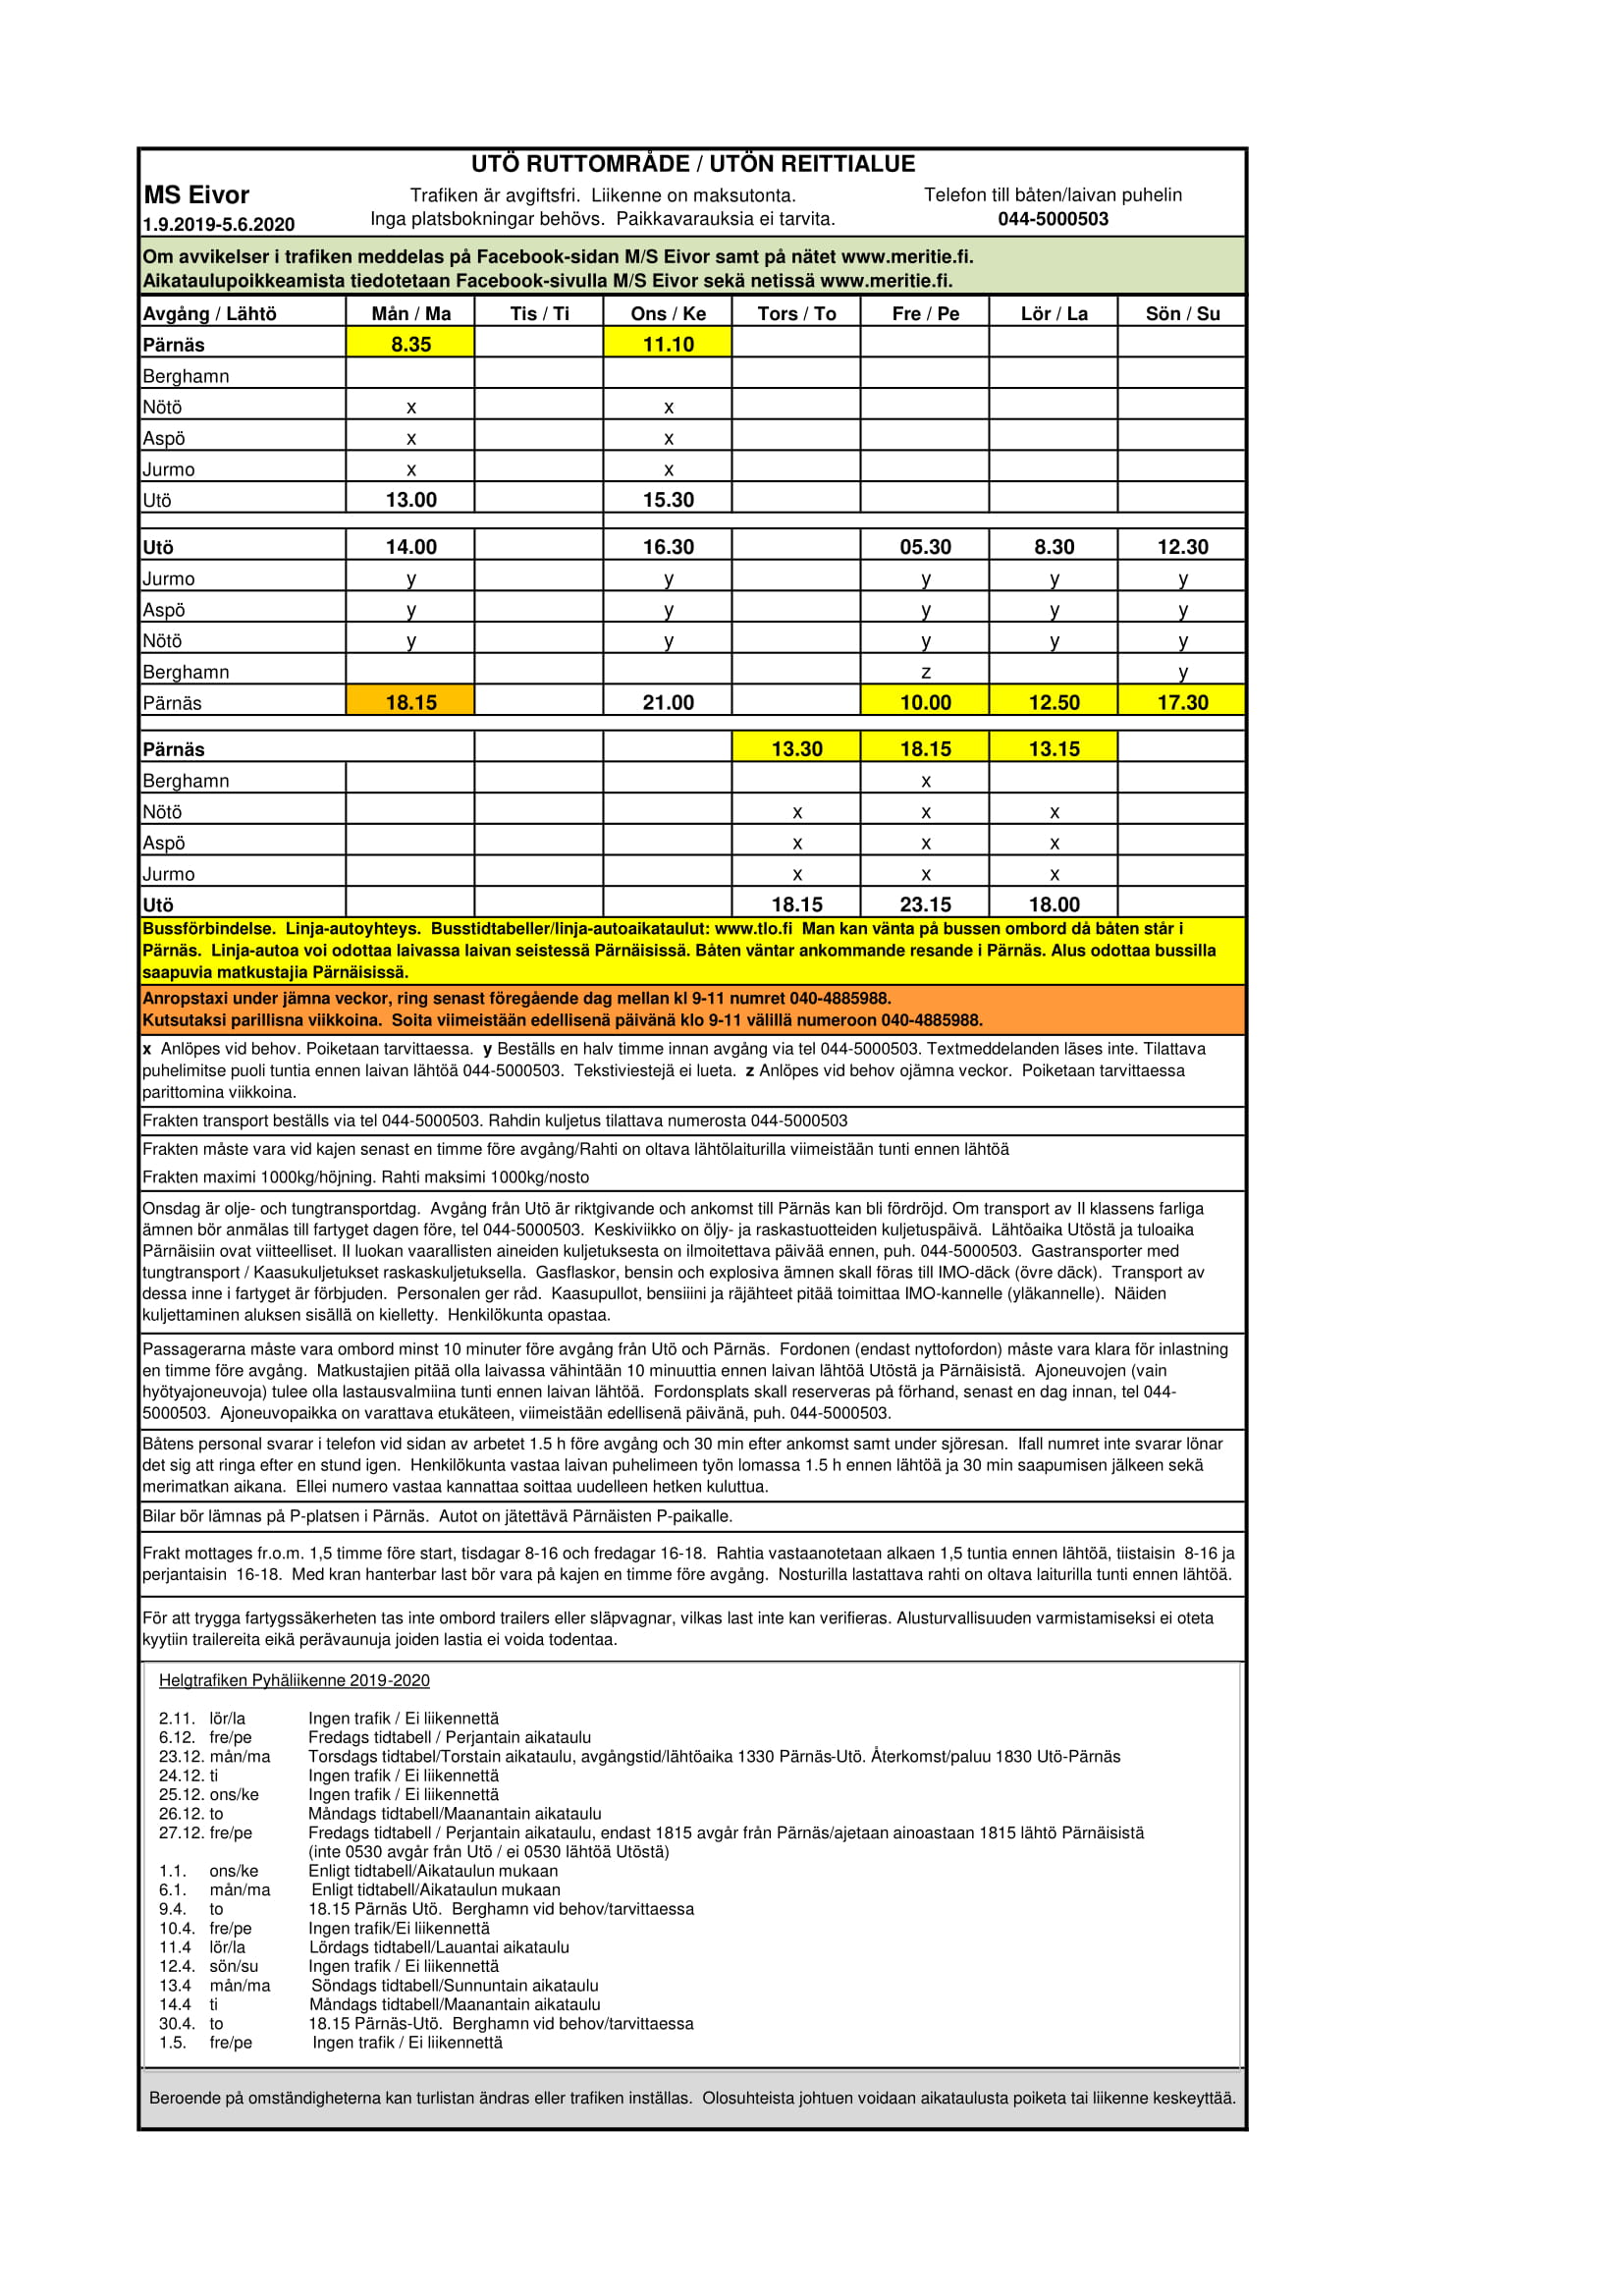 UTÖ RUTTOMRÅDE / UTÖN REITTIALUE
MS Eivor Trafiken är avgiftsfri. Liikenne on maksutonta. Telefon till båten/laivan puhelin
1.9.2019-5.6.2020 Inga platsbokningar behövs. Paikkavarauksia ei tarvita. 044-5000503
Om avvikelser i trafiken meddelas på Facebook-sidan M/S Eivor samt på nätet www.meritie.fi.
Aikataulupoikkeamista tiedotetaan Facebook-sivulla M/S Eivor sekä netissä www.meritie.fi.
Avgång / Lähtö Mån / Ma Tis / Ti Ons / Ke Tors / To Fre / Pe Lör / La Sön / Su
Pärnäs 8.35 11.10
Berghamn
Nötö x x
Aspö x x
Jurmo x x
Utö 13.00 15.30
Utö 14.00 16.30 05.30 8.30 12.30
Jurmo y y y y y
Aspö y y y y y
Nötö y y y y y
Berghamn z y
Pärnäs 18.15 21.00 10.00 12.50 17.30
Pärnäs 13.30 18.15 13.15
Berghamn x
Nötö x x x
Aspö x x x
Jurmo x x x
Utö 18.15 23.15 18.00
Bussförbindelse. Linja-autoyhteys. Busstidtabeller/linja-autoaikataulut: www.tlo.fi Man kan vänta på bussen ombord då båten står i
Pärnäs. Linja-autoa voi odottaa laivassa laivan seistessä Pärnäisissä. Båten väntar ankommande resande i Pärnäs. Alus odottaa bussilla
saapuvia matkustajia Pärnäisissä.
Anropstaxi under jämna veckor, ring senast föregående dag mellan kl 9-11 numret 040-4885988.
Kutsutaksi parillisna viikkoina. Soita viimeistään edellisenä päivänä klo 9-11 välillä numeroon 040-4885988.
x Anlöpes vid behov. Poiketaan tarvittaessa. y Beställs en halv timme innan avgång via tel 044-5000503. Textmeddelanden läses inte. Tilattava
puhelimitse puoli tuntia ennen laivan lähtöä 044-5000503. Tekstiviestejä ei lueta. z Anlöpes vid behov ojämna veckor. Poiketaan tarvittaessa
parittomina viikkoina.
Frakten transport beställs via tel 044-5000503. Rahdin kuljetus tilattava numerosta 044-5000503
Frakten måste vara vid kajen senast en timme före avgång/Rahti on oltava lähtölaiturilla viimeistään tunti ennen lähtöä
Frakten maximi 1000kg/höjning. Rahti maksimi 1000kg/nosto
Onsdag är olje- och tungtransportdag. Avgång från Utö är riktgivande och ankomst till Pärnäs kan bli fördröjd. Om transport av II klassens farliga
ämnen bör anmälas till fartyget dagen före, tel 044-5000503. Keskiviikko on öljy- ja raskastuotteiden kuljetuspäivä. Lähtöaika Utöstä ja tuloaika
Pärnäisiin ovat viitteelliset. II luokan vaarallisten aineiden kuljetuksesta on ilmoitettava päivää ennen, puh. 044-5000503. Gastransporter med
tungtransport / Kaasukuljetukset raskaskuljetuksella. Gasflaskor, bensin och explosiva ämnen skall föras till IMO-däck (övre däck). Transport av
dessa inne i fartyget är förbjuden. Personalen ger råd. Kaasupullot, bensiiini ja räjähteet pitää toimittaa IMO-kannelle (yläkannelle). Näiden
kuljettaminen aluksen sisällä on kielletty. Henkilökunta opastaa.
Passagerarna måste vara ombord minst 10 minuter före avgång från Utö och Pärnäs. Fordonen (endast nyttofordon) måste vara klara för inlastning
en timme före avgång. Matkustajien pitää olla laivassa vähintään 10 minuuttia ennen laivan lähtöä Utöstä ja Pärnäisistä. Ajoneuvojen (vain
hyötyajoneuvoja) tulee olla lastausvalmiina tunti ennen laivan lähtöä. Fordonsplats skall reserveras på förhand, senast en dag innan, tel 044-
5000503. Ajoneuvopaikka on varattava etukäteen, viimeistään edellisenä päivänä, puh. 044-5000503.
Båtens personal svarar i telefon vid sidan av arbetet 1.5 h före avgång och 30 min efter ankomst samt under sjöresan. Ifall numret inte svarar lönar
det sig att ringa efter en stund igen. Henkilökunta vastaa laivan puhelimeen työn lomassa 1.5 h ennen lähtöä ja 30 min saapumisen jälkeen sekä
merimatkan aikana. Ellei numero vastaa kannattaa soittaa uudelleen hetken kuluttua.
Bilar bör lämnas på P-platsen i Pärnäs. Autot on jätettävä Pärnäisten P-paikalle.
Frakt mottages fr.o.m. 1,5 timme före start, tisdagar 8-16 och fredagar 16-18. Rahtia vastaanotetaan alkaen 1,5 tuntia ennen lähtöä, tiistaisin 8-16 ja
perjantaisin 16-18. Med kran hanterbar last bör vara på kajen en timme före avgång. Nosturilla lastattava rahti on oltava laiturilla tunti ennen lähtöä.
För att trygga fartygssäkerheten tas inte ombord trailers eller släpvagnar, vilkas last inte kan verifieras. Alusturvallisuuden varmistamiseksi ei oteta
kyytiin trailereita eikä perävaunuja joiden lastia ei voida todentaa.
Helgtrafiken Pyhäliikenne 2019-2020
2.11. lör/la Ingen trafik / Ei liikennettä
6.12. fre/pe Fredags tidtabell / Perjantain aikataulu
23.12. mån/ma Torsdags tidtabel/Torstain aikataulu, avgångstid/lähtöaika 1330 Pärnäs-Utö. Återkomst/paluu 1830 Utö-Pärnäs
24.12. ti Ingen trafik / Ei liikennettä
25.12. ons/ke Ingen trafik / Ei liikennettä
26.12. to Måndags tidtabell/Maanantain aikataulu
27.12. fre/pe Fredags tidtabell / Perjantain aikataulu, endast 1815 avgår från Pärnäs/ajetaan ainoastaan 1815 lähtö Pärnäisistä
(inte 0530 avgår från Utö / ei 0530 lähtöä Utöstä)
1.1. ons/ke Enligt tidtabell/Aikataulun mukaan
6.1. mån/ma Enligt tidtabell/Aikataulun mukaan
9.4. to 18.15 Pärnäs Utö. Berghamn vid behov/tarvittaessa
10.4. fre/pe Ingen trafik/Ei liikennettä
11.4 lör/la Lördags tidtabell/Lauantai aikataulu
12.4. sön/su Ingen trafik / Ei liikennettä
13.4 mån/ma Söndags tidtabell/Sunnuntain aikataulu
14.4 ti Måndags tidtabell/Maanantain aikataulu
30.4. to 18.15 Pärnäs-Utö. Berghamn vid behov/tarvittaessa
1.5. fre/pe Ingen trafik / Ei liikennettä
Beroende på omständigheterna kan turlistan ändras eller trafiken inställas. Olosuhteista johtuen voidaan aikataulusta poiketa tai liikenne keskeyttää.